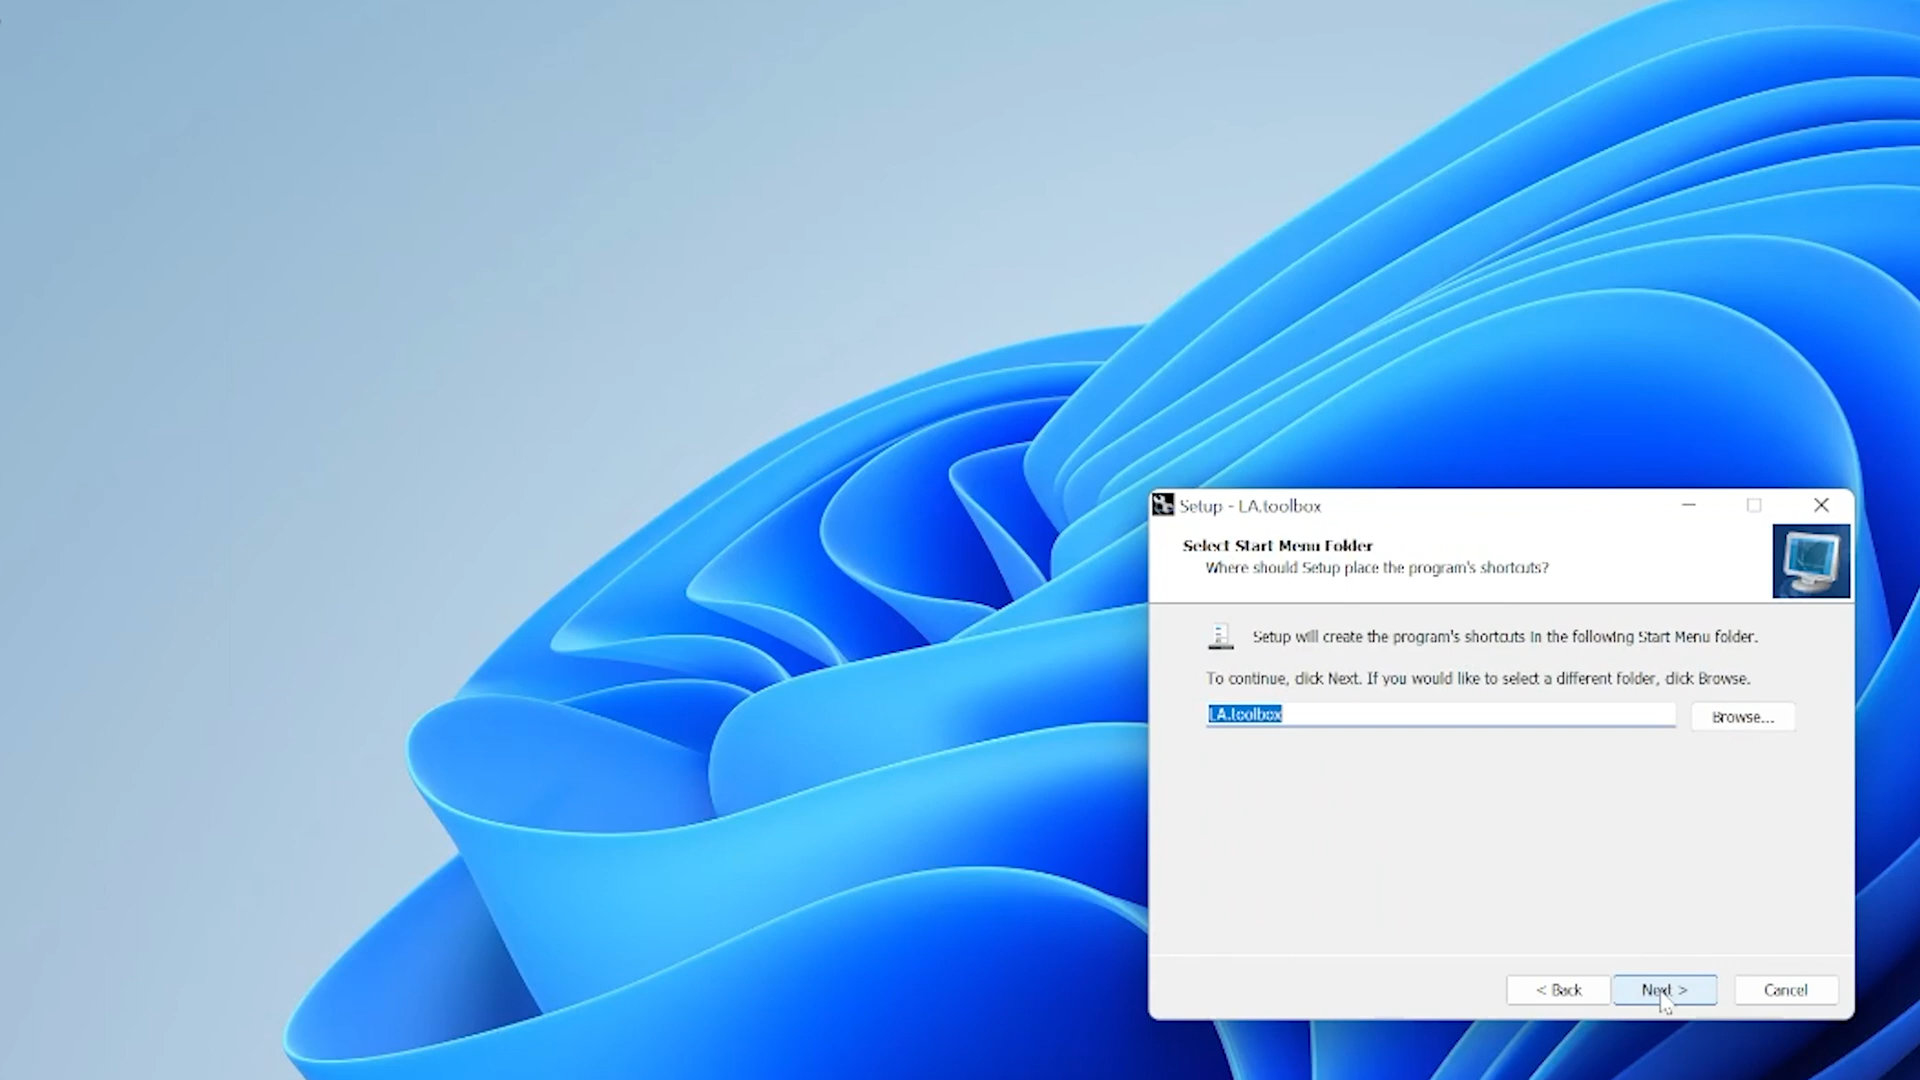 Setup - LA.toolbox
Select Start Menu Folder
Where should Setup place the program's shortcuts?
Setup will create the program's shortcuts in the following Start Menu folder.
To continue, click Next. If you would like to select a different folder, click Browse.
LA.toolbox
Browse...
< Back
Next >
Cancel